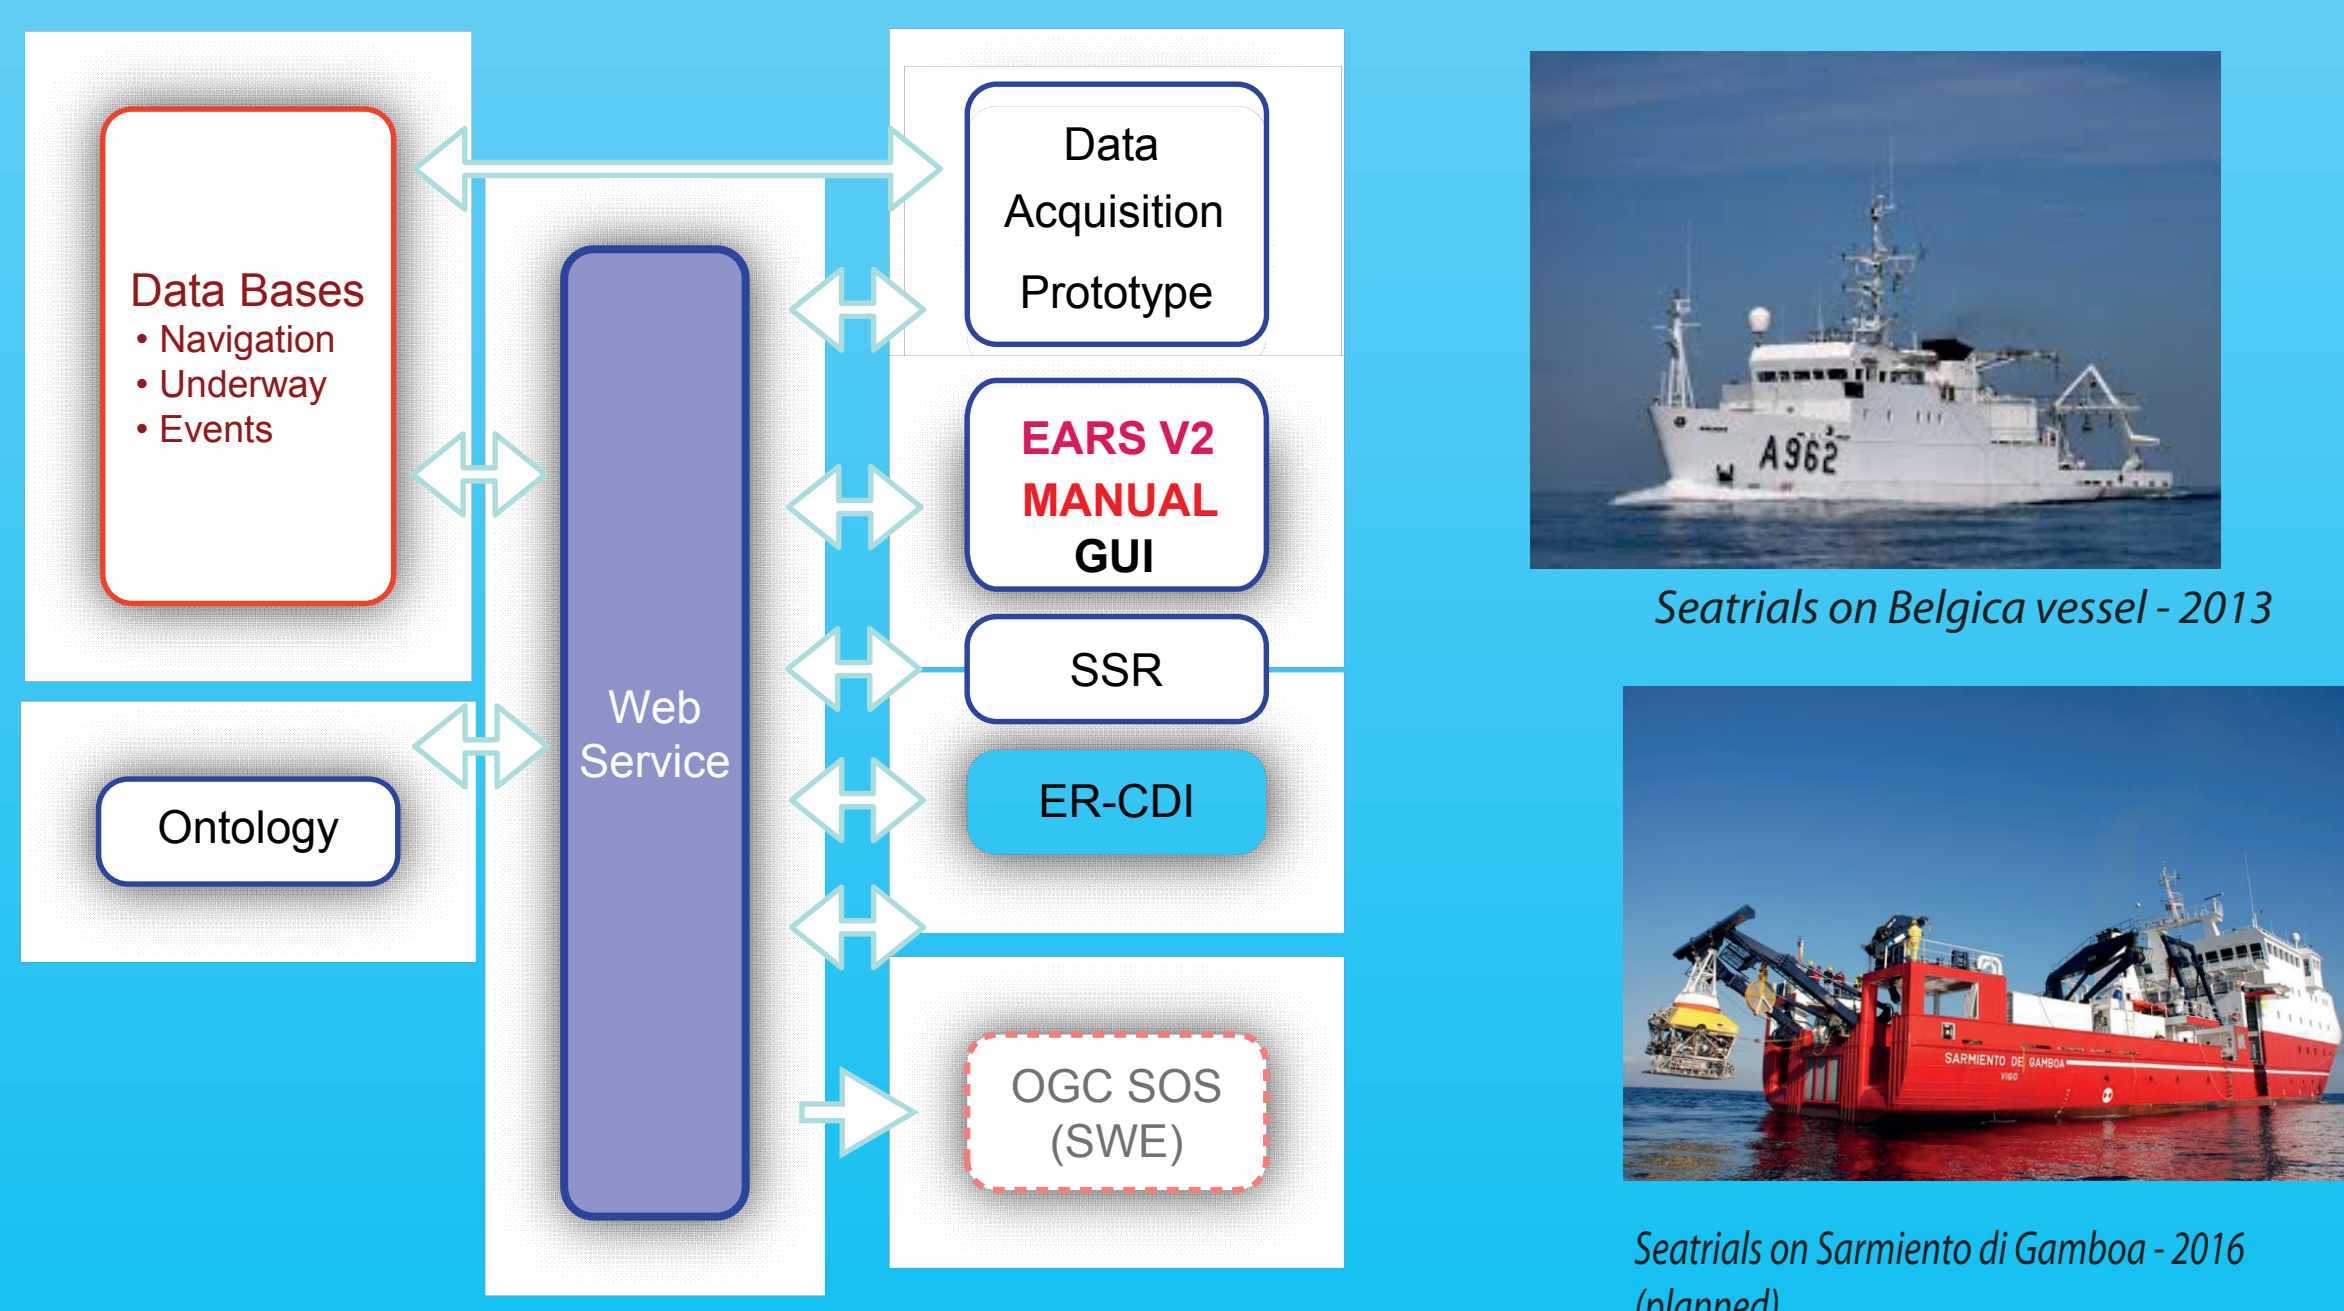 Data Bases
• Navigation
• Underway
• Events
Ontology
Web
Service
Data
Acquisition
Prototype
EARS V2
MANUAL
GUI
SSR
ER-CDI
OGC SOS
(SWE)
A962
Seatrials on Belgica vessel - 2013
SARMIENTO DE GAMBOA
VIGO
Seatrials on Sarmiento di Gamboa - 2016
(planned)